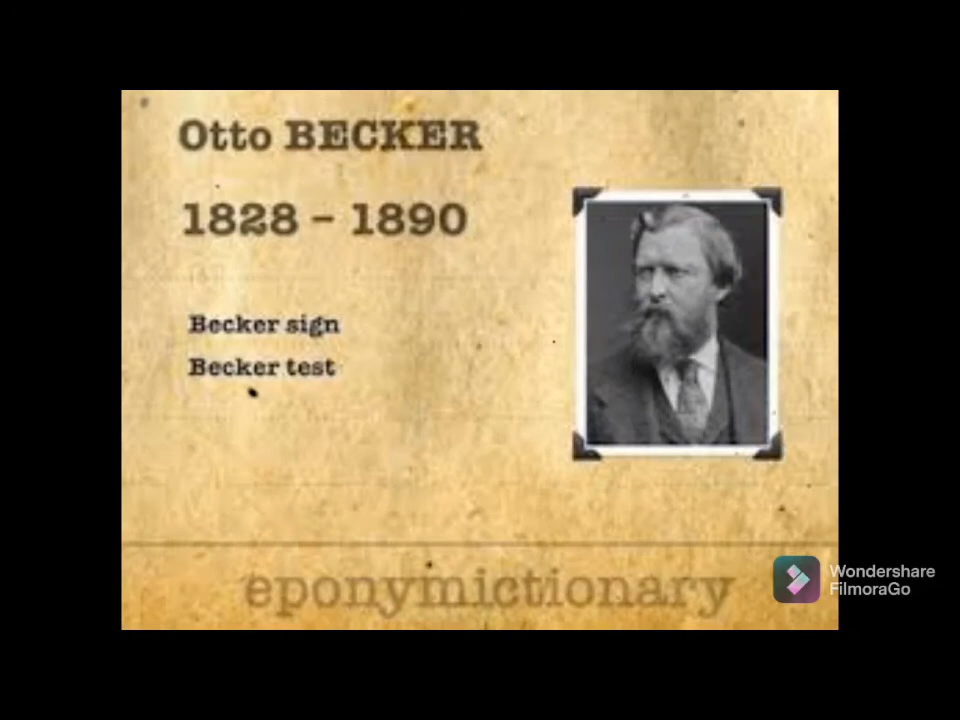 Otto BECKER
1828 – 1890
Becker sign
Becker test
eponymictionary
Wondershare
FilmoraGo